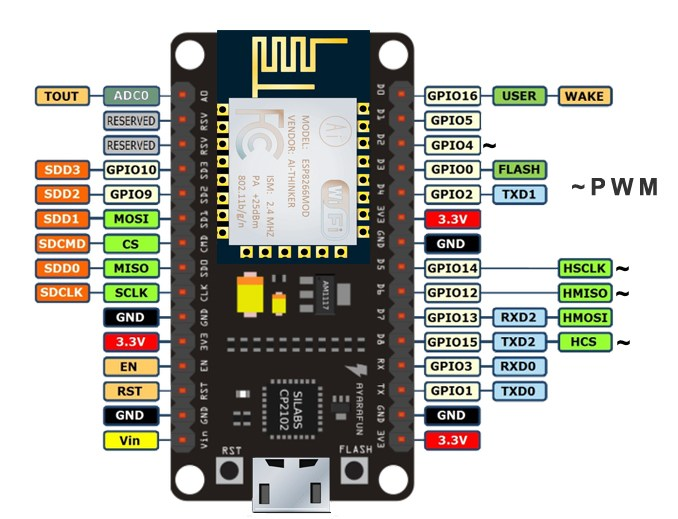 TOUT ADC0 A0 D0 GPIO16 USER WAKE
RESERVED RSV D1 GPIO5
RESERVED RSV D2 GPIO4 ~
SDD3 GPIO10 SD3 D3 GPIO0 FLASH
SDD2 GPIO9 SD2 D4 GPIO2 TXD1
SDD1 MOSI SD1 3V3 3.3V
SDCMD CS CMD GND GND
SDD0 MISO SD0 D5 GPIO14 HSCLK ~
SDCLK SCLK CLK D6 GPIO12 HMISO ~
GND GND D7 GPIO13 RXD2 HMOSI
3.3V 3V3 D8 GPIO15 TXD2 HCS ~
EN EN RX GPIO3 RXD0
RST RST TX GPIO1 TXD0
GND GND GND GND
Vin Vin 3V3 3.3V
~PWM
Ai
WiFi
FC
MODEL: ESP8266MOD
VENDOR: AI-THINKER
ISM: 2.4 MHZ
PA +25dBm
802.11b/g/n
AM1117
SILABS
CP2102
AYARAFUN
RST
FLASH